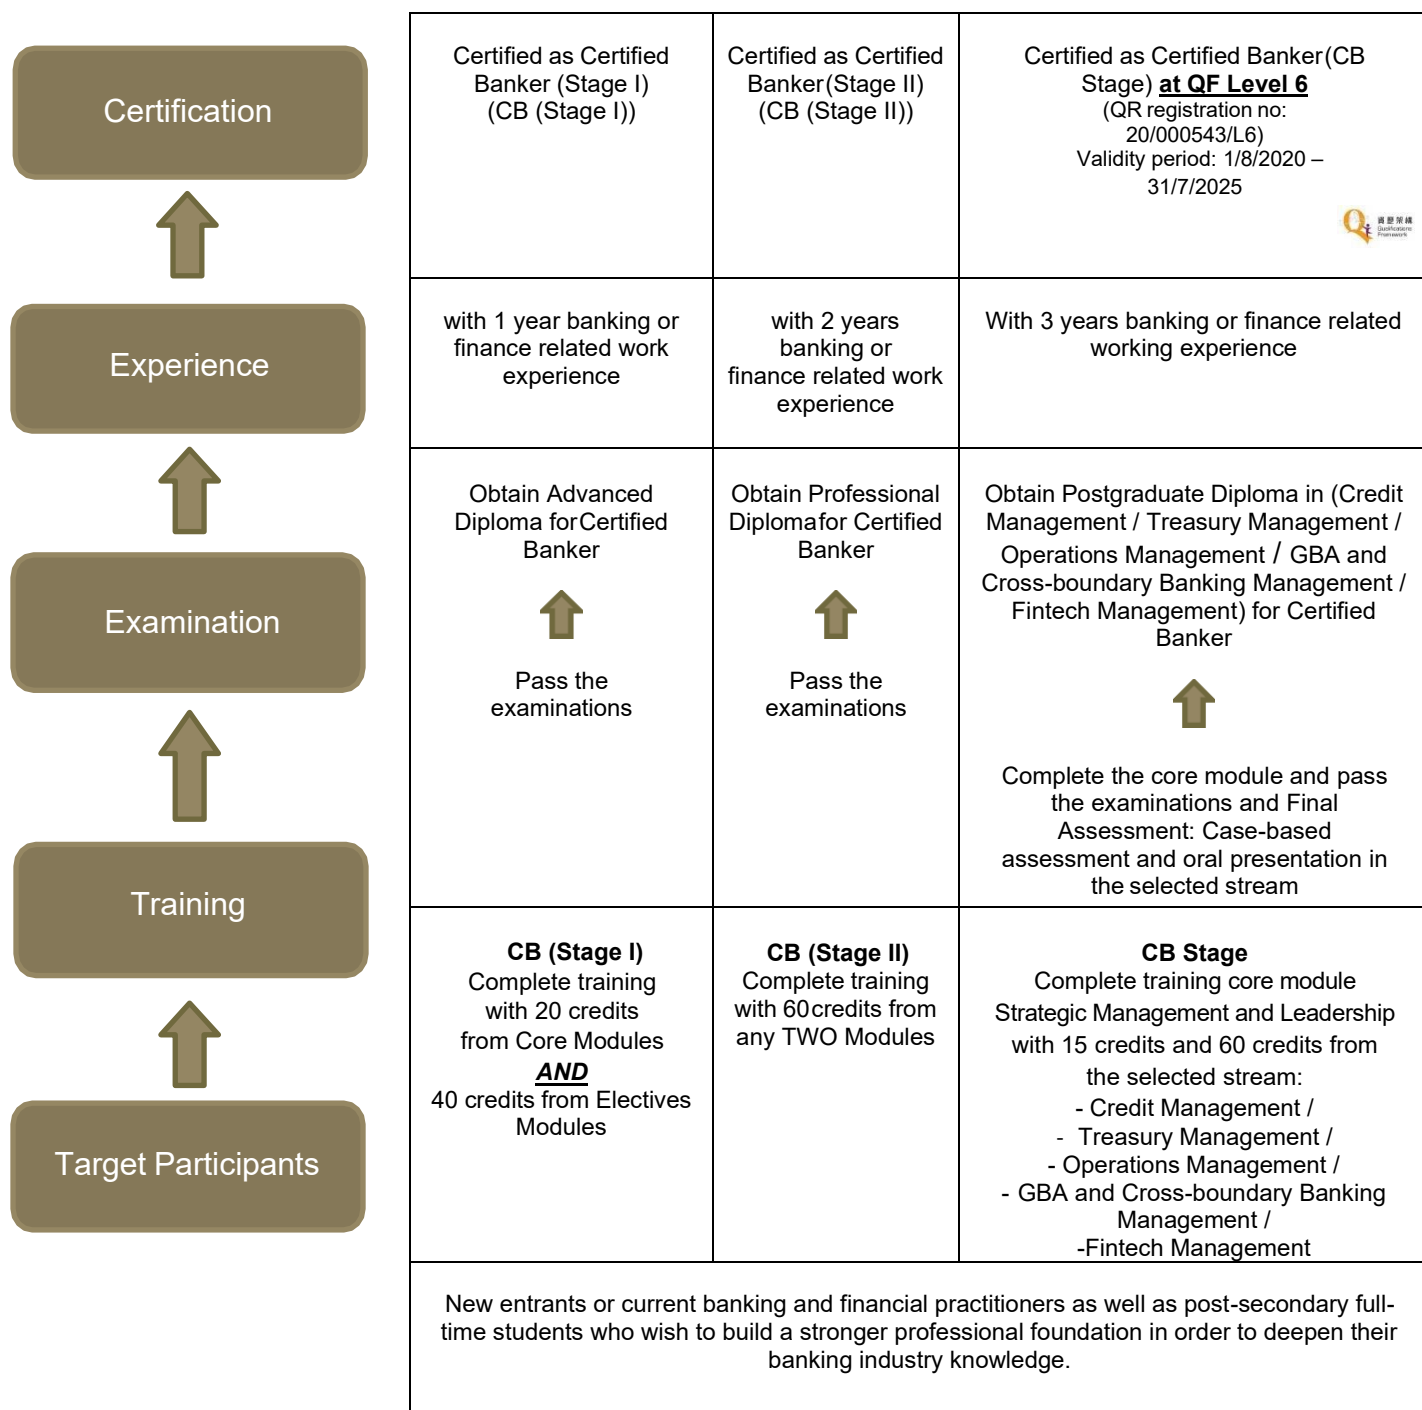 Certification
Certified as Certified
Banker (Stage I)
(CB (Stage I))
Certified as Certified
Banker(Stage II)
(CB (Stage II))
Certified as Certified Banker(CB
Stage) at QF Level 6
(QR registration no:
20/000543/L6)
Validity period: 1/8/2020 –
31/7/2025
資歷架構
Qualifications
Framework
Experience
with 1 year banking or
finance related work
experience
with 2 years
banking or
finance related work
experience
With 3 years banking or finance related
working experience
Examination
Obtain Advanced
Diploma forCertified
Banker
Pass the
examinations
Obtain Professional
Diplomafor Certified
Banker
Pass the
examinations
Obtain Postgraduate Diploma in (Credit
Management / Treasury Management /
Operations Management / GBA and
Cross-boundary Banking Management /
Fintech Management) for Certified
Banker
Complete the core module and pass
the examinations and Final
Assessment: Case-based
assessment and oral presentation in
the selected stream
Training
CB (Stage I)
Complete training
with 20 credits
from Core Modules
AND
40 credits from Electives
Modules
CB (Stage II)
Complete training
with 60credits from
any TWO Modules
CB Stage
Complete training core module
Strategic Management and Leadership
with 15 credits and 60 credits from
the selected stream:
- Credit Management /
- Treasury Management /
- Operations Management /
- GBA and Cross-boundary Banking
Management /
-Fintech Management
Target Participants
New entrants or current banking and financial practitioners as well as post-secondary full-
time students who wish to build a stronger professional foundation in order to deepen their
banking industry knowledge.